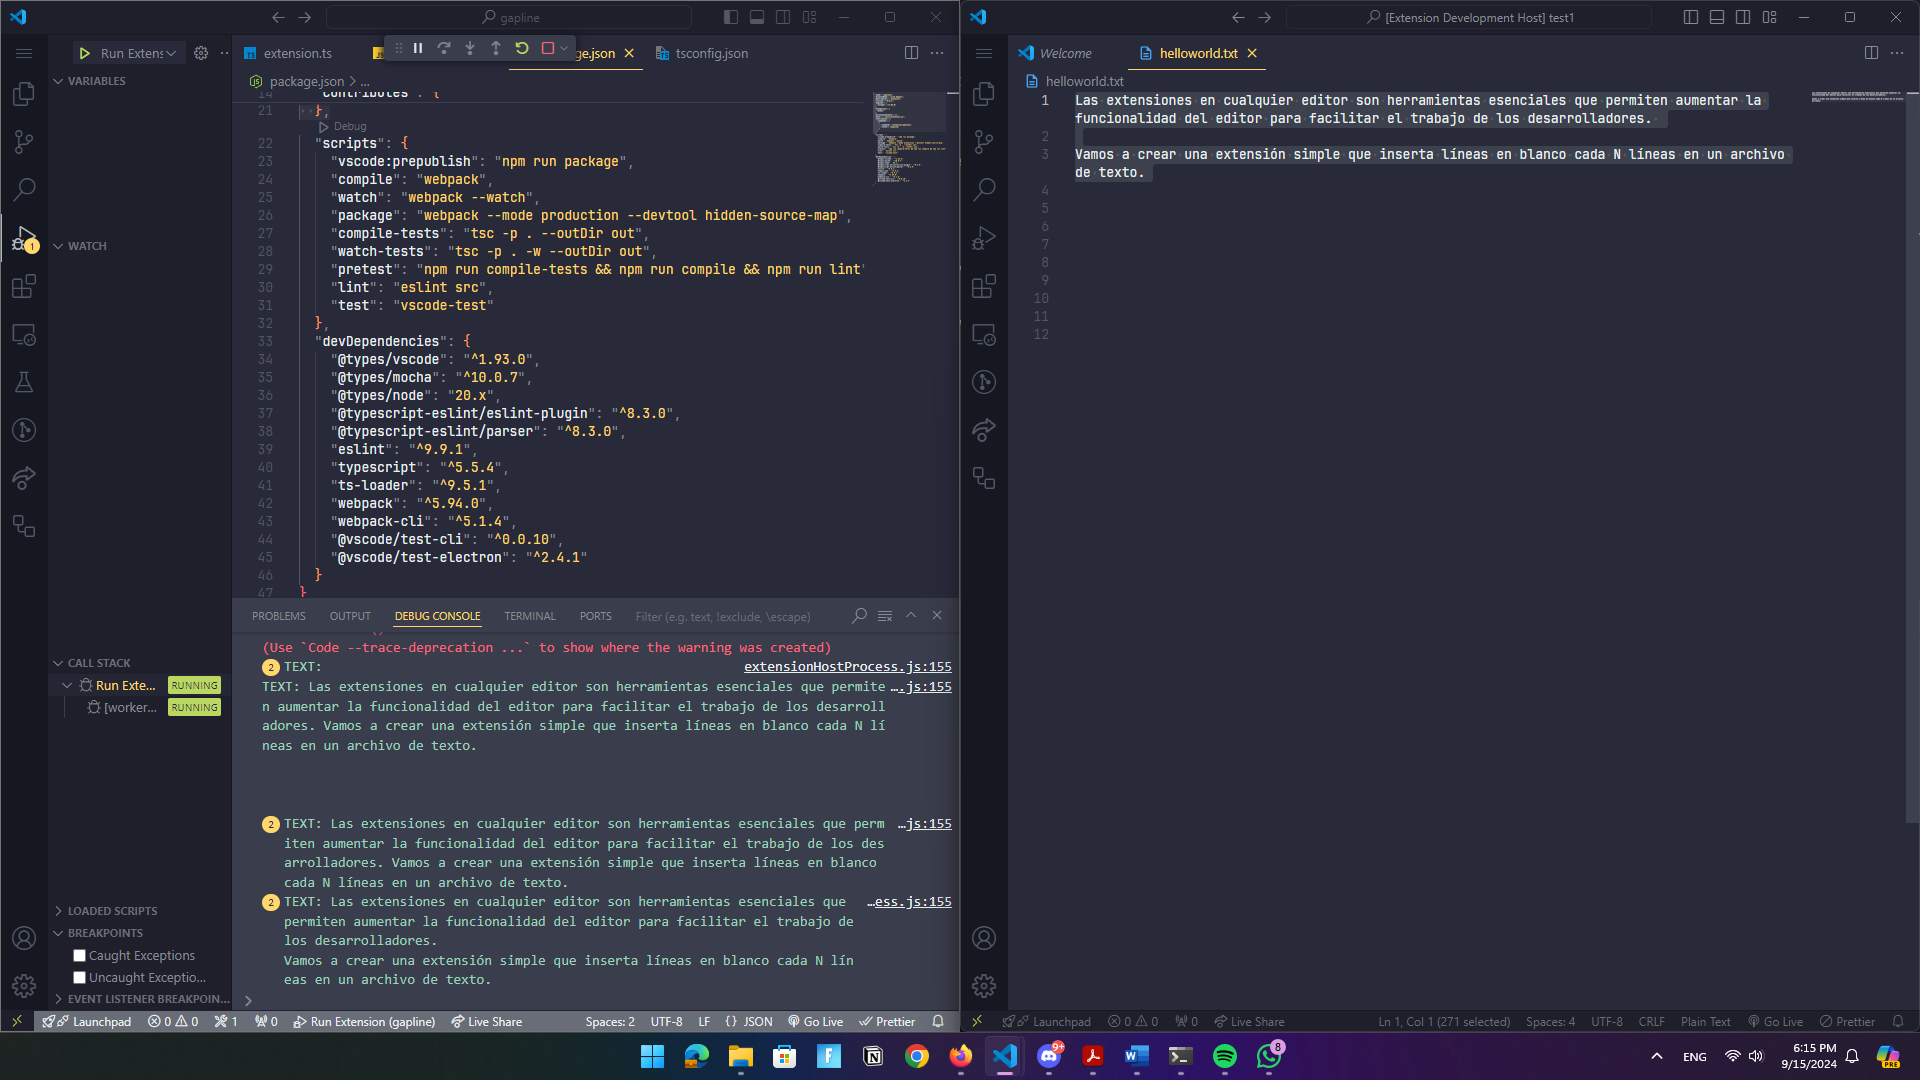 gapline
Run Extens
extension.ts
ge.json
tsconfig.json
package.json > ...
VARIABLES
WATCH
CALL STACK
Run Exte...
RUNNING
[worker...
RUNNING
LOADED SCRIPTS
BREAKPOINTS
Caught Exceptions
Uncaught Exceptio...
EVENT LISTENER BREAKPOIN...
14 "contributes": {
21 },
Debug
22 "scripts": {
23 "vscode:prepublish": "npm run package",
24 "compile": "webpack",
25 "watch": "webpack --watch",
26 "package": "webpack --mode production --devtool hidden-source-map",
27 "compile-tests": "tsc -p . --outDir out",
28 "watch-tests": "tsc -p . -w --outDir out",
29 "pretest": "npm run compile-tests && npm run compile && npm run lint"
30 "lint": "eslint src",
31 "test": "vscode-test"
32 },
33 "devDependencies": {
34 "@types/vscode": "^1.93.0",
35 "@types/mocha": "^10.0.7",
36 "@types/node": "20.x",
37 "@typescript-eslint/eslint-plugin": "^8.3.0",
38 "@typescript-eslint/parser": "^8.3.0",
39 "eslint": "^9.9.1",
40 "typescript": "^5.5.4",
41 "ts-loader": "^9.5.1",
42 "webpack": "^5.94.0",
43 "webpack-cli": "^5.1.4",
44 "@vscode/test-cli": "^0.0.10",
45 "@vscode/test-electron": "^2.4.1"
46 }
47 }
PROBLEMS OUTPUT DEBUG CONSOLE TERMINAL PORTS Filter (e.g. text, !exclude, \escape)
(Use `Code --trace-deprecation ...` to show where the warning was created)
2 TEXT: extensionHostProcess.js:155
TEXT: Las extensiones en cualquier editor son herramientas esenciales que permite ….js:155
n aumentar la funcionalidad del editor para facilitar el trabajo de los desarroll
adores. Vamos a crear una extensión simple que inserta líneas en blanco cada N lí
neas en un archivo de texto.
2 TEXT: Las extensiones en cualquier editor son herramientas esenciales que perm …js:155
iten aumentar la funcionalidad del editor para facilitar el trabajo de los des
arrolladores. Vamos a crear una extensión simple que inserta líneas en blanco
cada N líneas en un archivo de texto.
2 TEXT: Las extensiones en cualquier editor son herramientas esenciales que …ess.js:155
permiten aumentar la funcionalidad del editor para facilitar el trabajo de
los desarrolladores.
Vamos a crear una extensión simple que inserta líneas en blanco cada N lín
eas en un archivo de texto.
Launchpad 0 0 1 0 Run Extension (gapline) Live Share Spaces: 2 UTF-8 LF {} JSON Go Live Prettier
[Extension Development Host] test1
Welcome
helloworld.txt
helloworld.txt
1 Las extensiones en cualquier editor son herramientas esenciales que permiten aumentar la
funcionalidad del editor para facilitar el trabajo de los desarrolladores.
2
3 Vamos a crear una extensión simple que inserta líneas en blanco cada N líneas en un archivo
de texto.
4
5
6
7
8
9
10
11
12
Launchpad 0 0 0 Live Share Ln 1, Col 1 (271 selected) Spaces: 4 UTF-8 CRLF Plain Text Go Live Prettier
9+
8
ENG
6:15 PM
9/15/2024
PRE